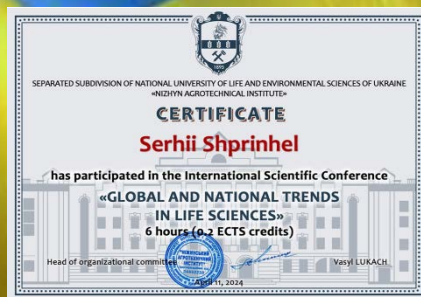 1895
SEPARATED SUBDIVISION OF NATIONAL UNIVERSITY OF LIFE AND ENVIRONMENTAL SCIENCES OF UKRAINE
«NIZHYN AGROTECHNICAL INSTITUTE»
CERTIFICATE
Serhii Shprinhel
has participated in the International Scientific Conference
«GLOBAL AND NATIONAL TRENDS
IN LIFE SCIENCES»
6 hours (0.2 ECTS credits)
Head of organizational committee
Vasyl LUKACH
April 11, 2024